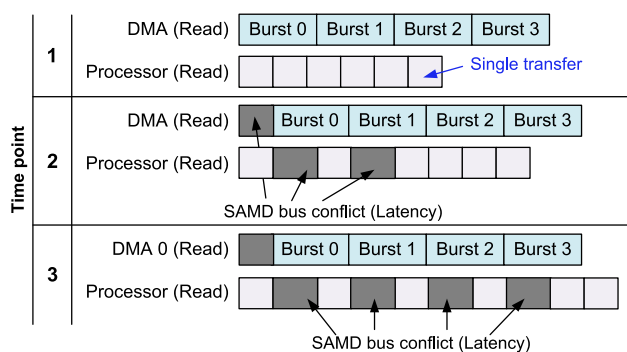 Time point
1
DMA (Read) Burst 0 Burst 1 Burst 2 Burst 3
Processor (Read) Single transfer
2
DMA (Read) Burst 0 Burst 1 Burst 2 Burst 3
Processor (Read)
SAMD bus conflict (Latency)
3
DMA 0 (Read) Burst 0 Burst 1 Burst 2 Burst 3
Processor (Read)
SAMD bus conflict (Latency)